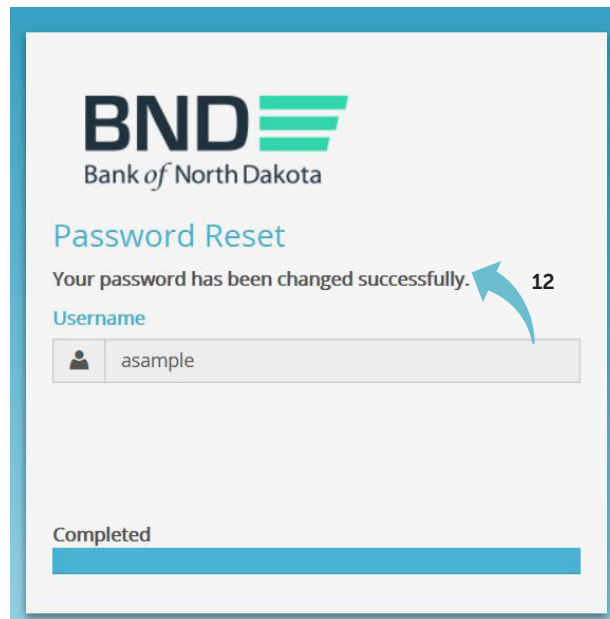 BND
Bank of North Dakota
Password Reset
Your password has been changed successfully. 12
Username
asample
Completed